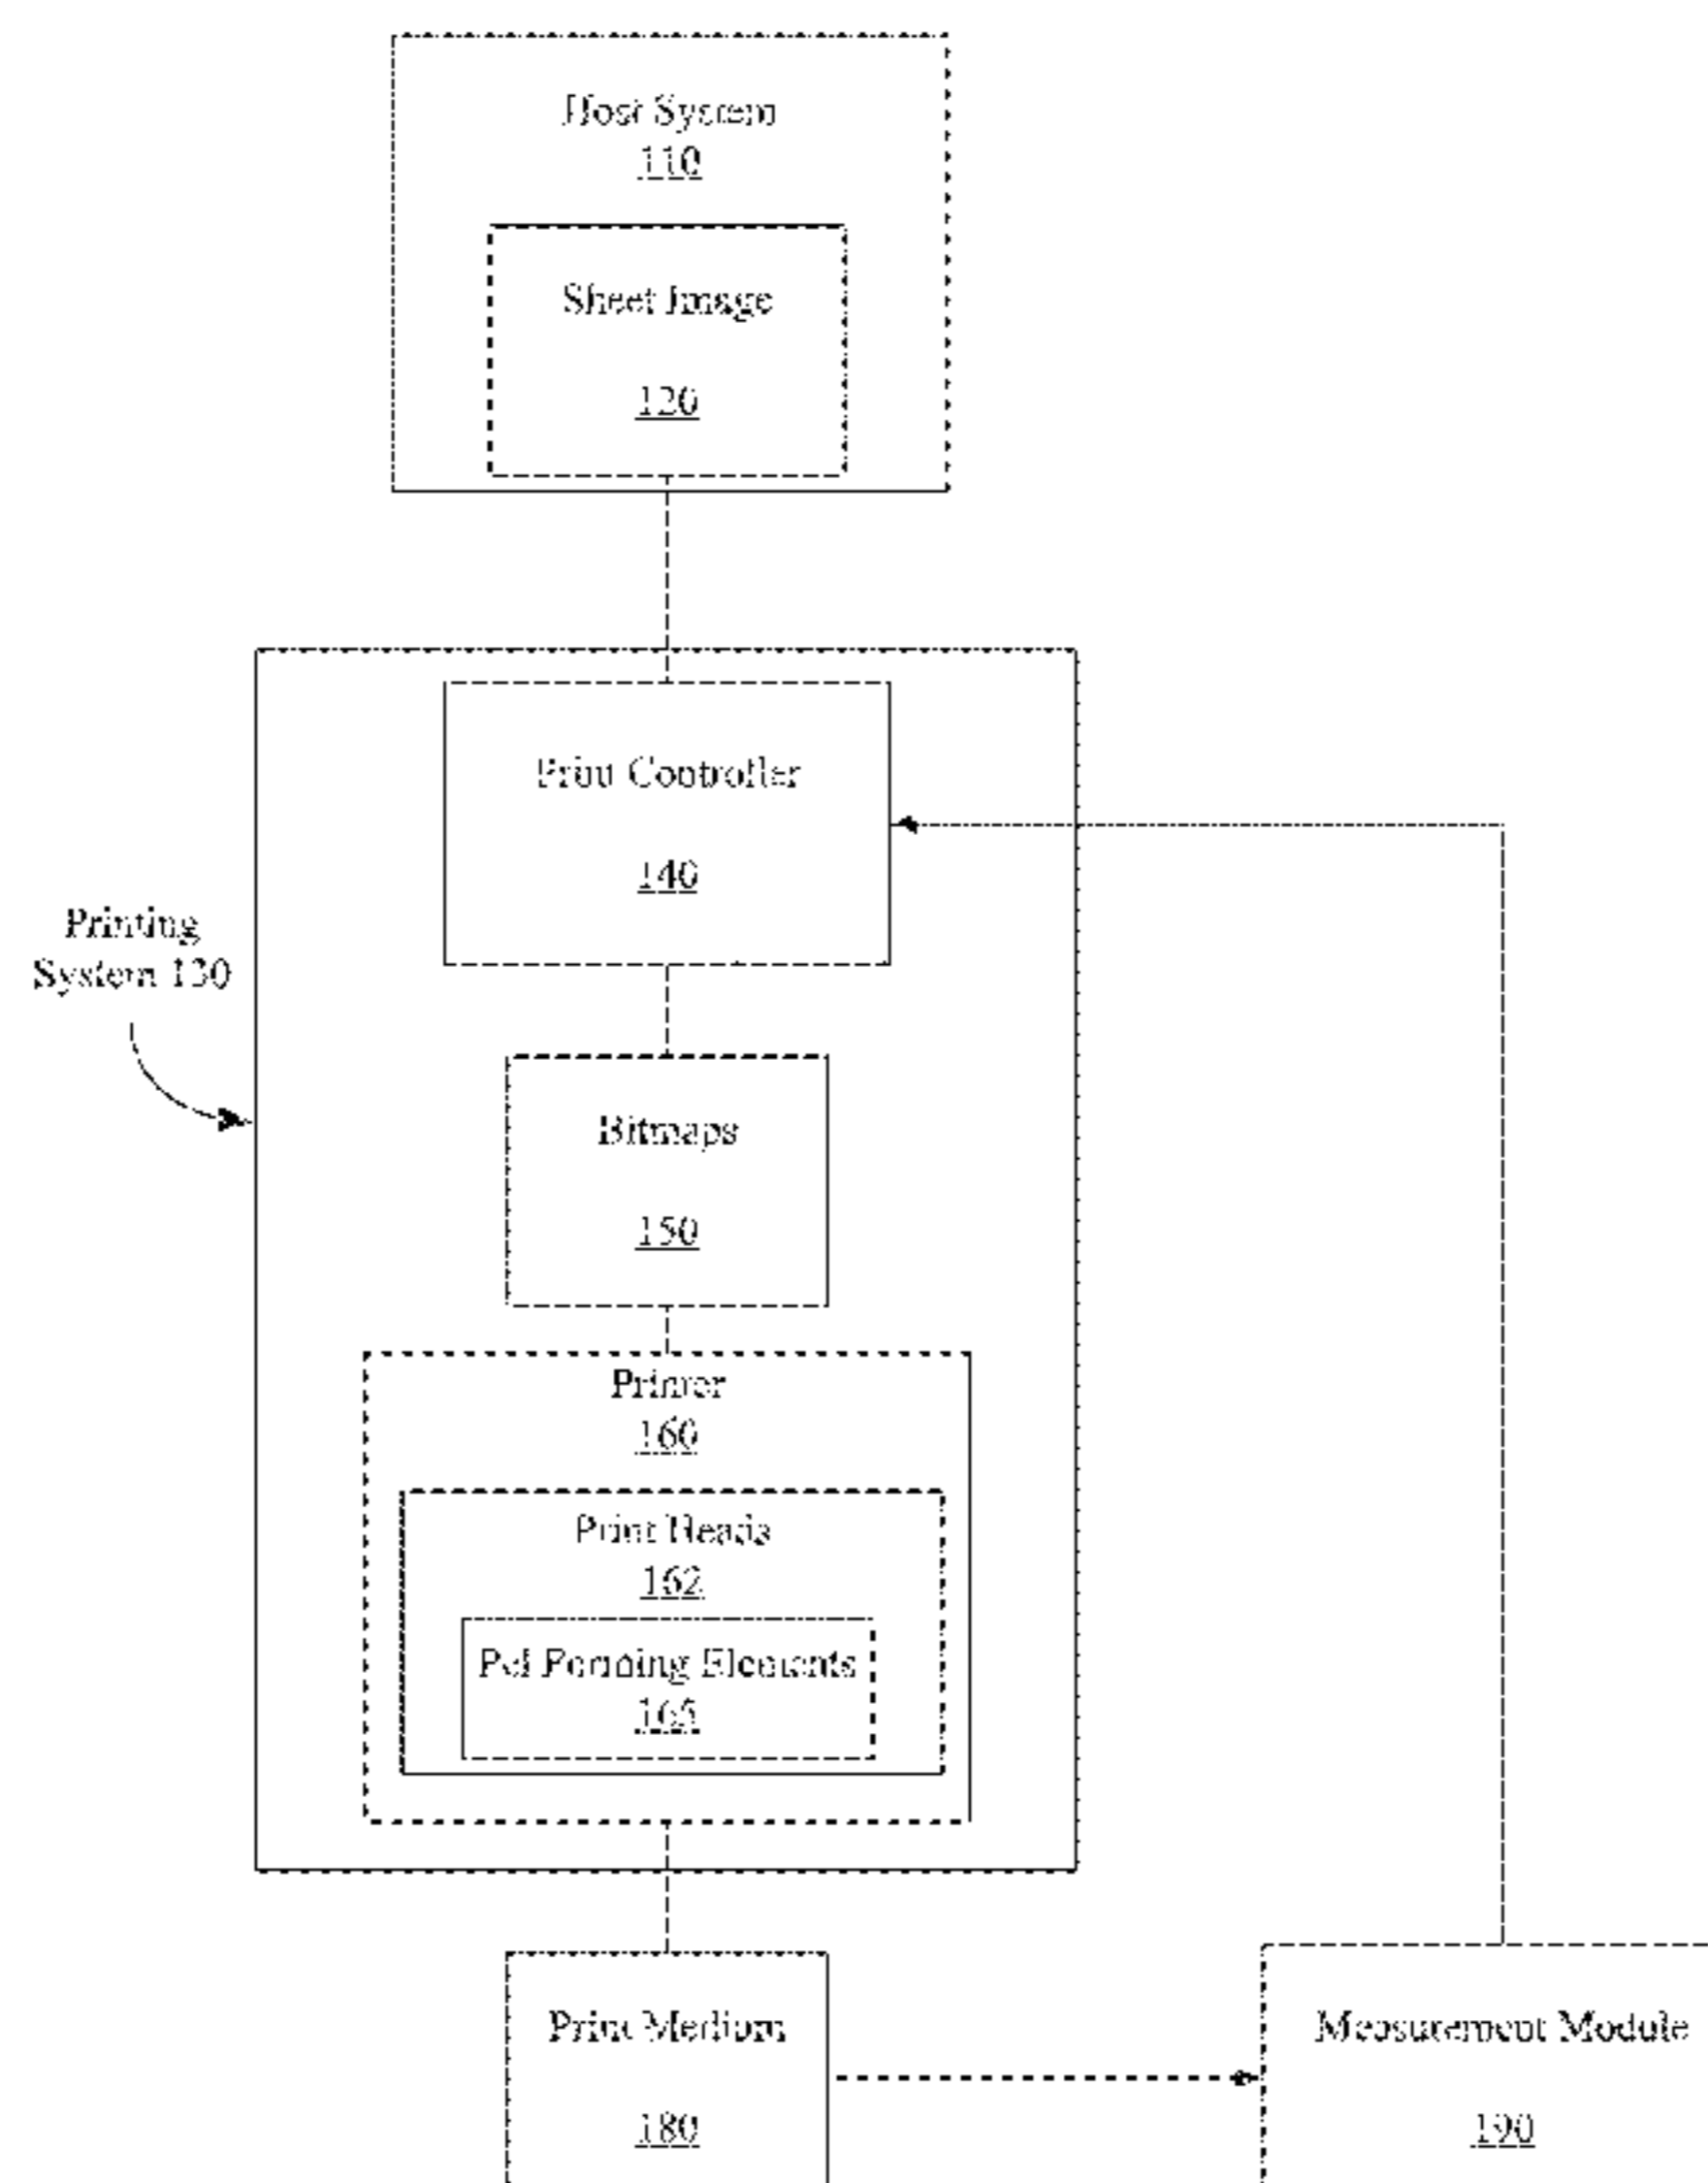 Host System
110
Sheet Image
120
Print Controller
140
Printing
System 130
Bitmaps
150
Printer
160
Print Heads
162
Pel Forming Elements
165
Print Medium
180
Measurement Module
190